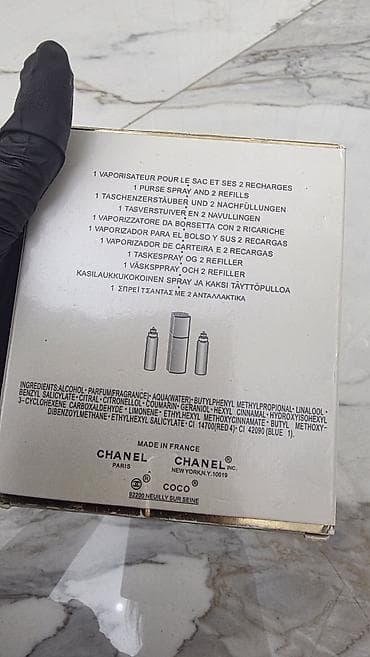 1 VAPORISATEUR POUR LE SAC ET SES 2 RECHARGES
1 PURSE SPRAY AND 2 REFILLS
1 TASCHENZERSTÄUBER UND 2 NACHFÜLLUNGEN
1 TASVERSTUIVER EN 2 NAVULLINGEN
1 VAPORIZZATORE DA BORSETTA CON 2 RICARICHE
1 VAPORIZADOR PARA EL BOLSO Y SUS 2 RECARGAS
1 VAPORIZADOR DE CARTEIRA E 2 RECARGAS
1 TASKESPRAY OG 2 REFILLER
1 VÄSKSPPRAY OCH 2 REFILLER
KASILAUKKUKOKOINEN SPRAY JA KAKSI TÄYTTÖPULLOA
1 ΣΠΡΕΪ ΤΣΑΝΤΑΣ ΜΕ 2 ΑΝΤΑΛΛΑΚΤΙΚΑ
INGREDIENTS:ALCOHOL·PARFUM(FRAGRANCE)·AQUA(WATER)·BUTYLPHENYL METHYLPROPIONAL·LINALOOL·
BENZYL SALICYLATE·CITRAL·CITRONELLOL·COUMARIN·GERANIOL·HEXYL CINNAMAL·HYDROXYISOHEXYL
3-CYCLOHEXENE CARBOXALDEHYDE·LIMONENE·ETHYLHEXYL METHOXYCINNAMATE·BUTYL METHOXY-
DIBENZOYLMETHANE·ETHYLHEXYL SALICYLATE·CI 14700(RED 4)·CI 42090 (BLUE 1).
MADE IN FRANCE
CHANEL CHANEL® INC.
PARIS NEW YORK,N.Y.10019
® COCO®
92200 NEUILLY SUR SEINE